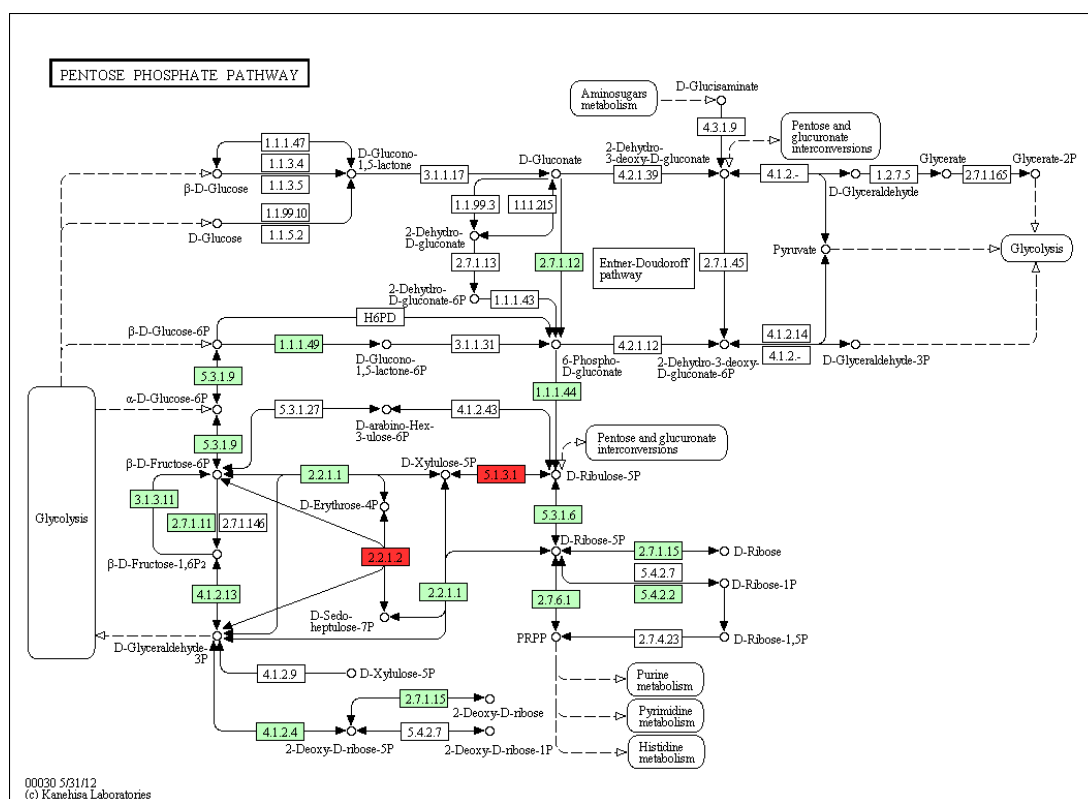 PENTOSE PHOSPHATE PATHWAY
Aminosugars
metabolism
D-Glucisaminate
4.3.1.9
Pentose and
glucuronate
interconversions
1.1.1.47
1.1.3.4
1.1.3.5
β-D-Glucose
D-Glucono-
1,5-lactone
3.1.1.17
D-Gluconate
4.2.1.39
2-Dehydro-
3-deoxy-D-gluconate
4.1.2.-
D-Glyceraldehyde
1.2.7.5
Glycerate
2.7.1.165
Glycerate-2P
1.1.99.10
1.1.5.2
D-Glucose
1.1.99.3
1.1.1.215
2-Dehydro-
D-gluconate
2.7.1.13
2.7.1.12
Entner-Doudoroff
pathway
2.7.1.45
Pyruvate
Glycolysis
2-Dehydro-
D-gluconate-6P
1.1.1.43
H6PD
β-D-Glucose-6P
1.1.1.49
D-Glucono-
1,5-lactone-6P
3.1.1.31
6-Phospho-
D-gluconate
4.2.1.12
2-Dehydro-3-deoxy-
D-gluconate-6P
4.1.2.14
4.1.2.-
D-Glyceraldehyde-3P
5.3.1.9
1.1.1.44
α-D-Glucose-6P
5.3.1.27
D-arabino-Hex-
3-ulose-6P
4.1.2.43
5.3.1.9
Pentose and glucuronate
interconversions
β-D-Fructose-6P
2.2.1.1
D-Xylulose-5P
5.1.3.1
D-Ribulose-5P
3.1.3.11
2.7.1.11
2.7.1.146
D-Erythrose-4P
5.3.1.6
Glycolysis
β-D-Fructose-1,6P2
2.2.1.2
D-Ribose-5P
2.7.1.15
D-Ribose
5.4.2.7
5.4.2.2
D-Ribose-1P
4.1.2.13
2.2.1.1
2.7.6.1
D-Sedo-
heptulose-7P
D-Glyceraldehyde-
3P
PRPP
2.7.4.23
D-Ribose-1,5P
4.1.2.9
D-Xylulose-5P
Purine
metabolism
2.7.1.15
2-Deoxy-D-ribose
Pyrimidine
metabolism
4.1.2.4
2-Deoxy-D-ribose-5P
5.4.2.7
2-Deoxy-D-ribose-1P
Histidine
metabolism
00030 5/31/12
(c) Kanehisa Laboratories